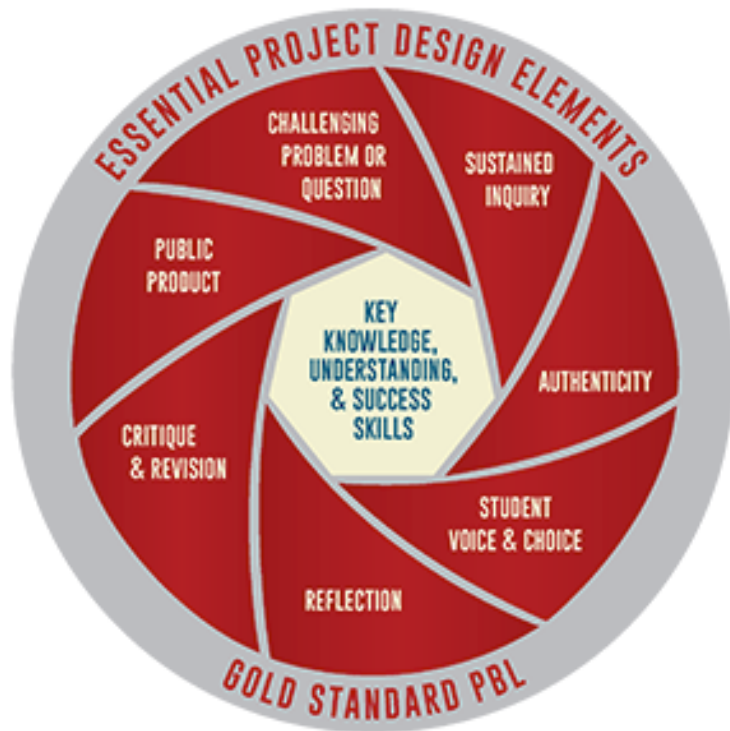 ESSENTIAL PROJECT DESIGN ELEMENTS
CHALLENGING
PROBLEM OR
QUESTION
SUSTAINED
INQUIRY
AUTHENTICITY
STUDENT
VOICE & CHOICE
REFLECTION
CRITIQUE
& REVISION
PUBLIC
PRODUCT
KEY
KNOWLEDGE,
UNDERSTANDING,
& SUCCESS
SKILLS
GOLD STANDARD PBL